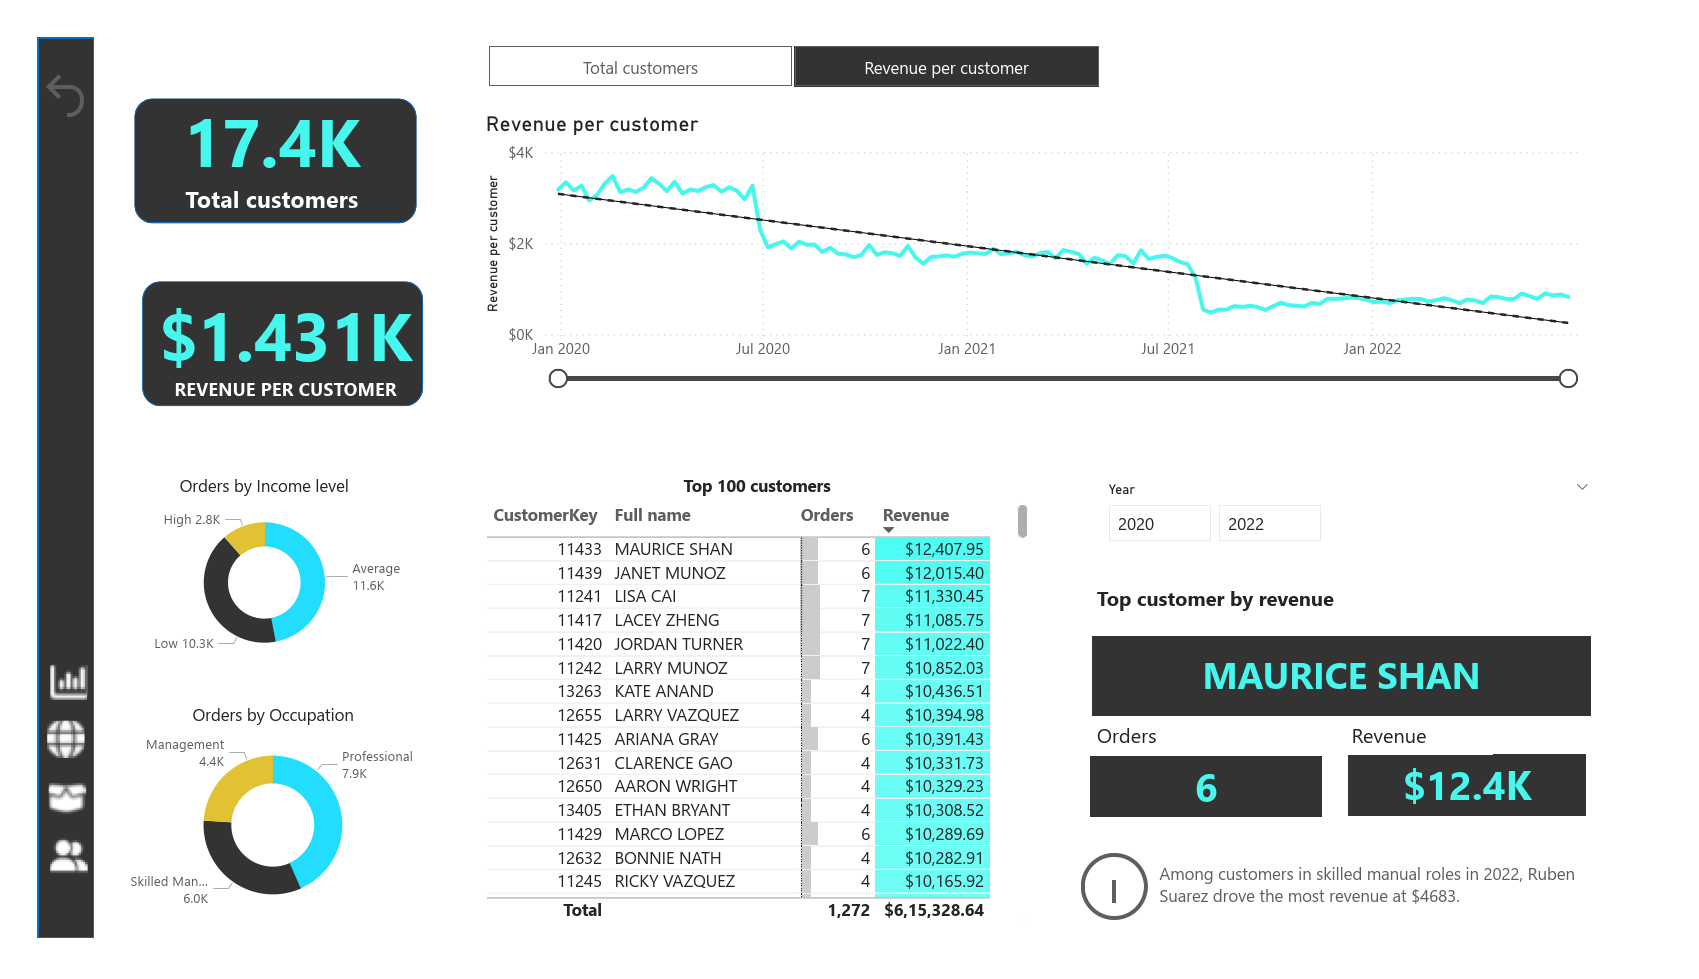 Total customers
Revenue per customer
17.4K
Total customers
$1.431K
REVENUE PER CUSTOMER
Revenue per customer
Revenue per customer
$4K
$2K
$0K
Jan 2020 Jul 2020 Jan 2021 Jul 2021 Jan 2022
Orders by Income level
High 2.8K
Average
11.6K
Low 10.3K
Orders by Occupation
Management
4.4K
Professional
7.9K
Skilled Man...
6.0K
Top 100 customers
CustomerKey Full name Orders Revenue
11433 MAURICE SHAN 6 $12,407.95
11439 JANET MUNOZ 6 $12,015.40
11241 LISA CAI 7 $11,330.45
11417 LACEY ZHENG 7 $11,085.75
11420 JORDAN TURNER 7 $11,022.40
11242 LARRY MUNOZ 7 $10,852.03
13263 KATE ANAND 4 $10,436.51
12655 LARRY VAZQUEZ 4 $10,394.98
11425 ARIANA GRAY 6 $10,391.43
12631 CLARENCE GAO 4 $10,331.73
12650 AARON WRIGHT 4 $10,329.23
13405 ETHAN BRYANT 4 $10,308.52
11429 MARCO LOPEZ 6 $10,289.69
12632 BONNIE NATH 4 $10,282.91
11245 RICKY VAZQUEZ 4 $10,165.92
Total 1,272 $6,15,328.64
Year
2020 2022
Top customer by revenue
MAURICE SHAN
Orders Revenue
6 $12.4K
Among customers in skilled manual roles in 2022, Ruben
Suarez drove the most revenue at $4683.